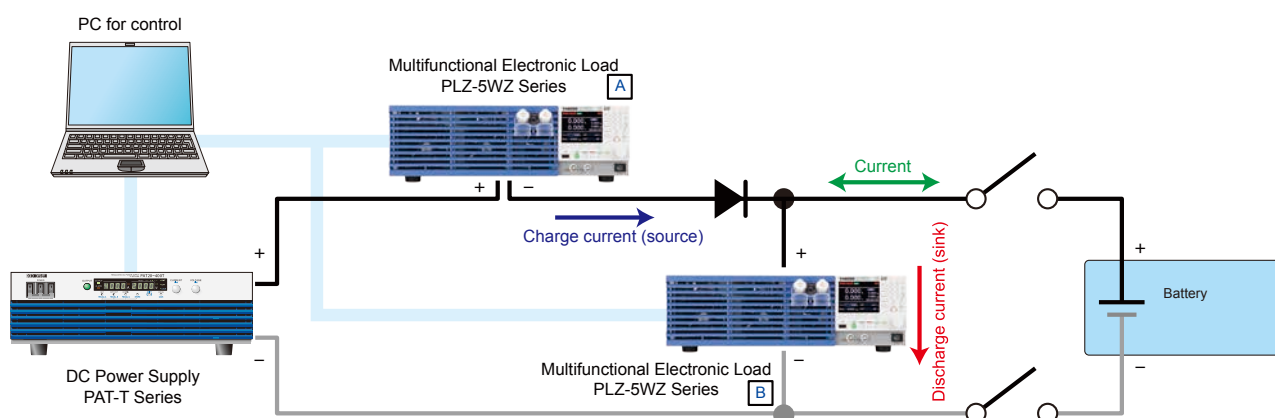 PC for control
Multifunctional Electronic Load
PLZ-5WZ Series
A
+
−
Current
Charge current (source)
+
+
+
Discharge current (sink)
Battery
−
−
−
DC Power Supply
PAT-T Series
Multifunctional Electronic Load
PLZ-5WZ Series
B